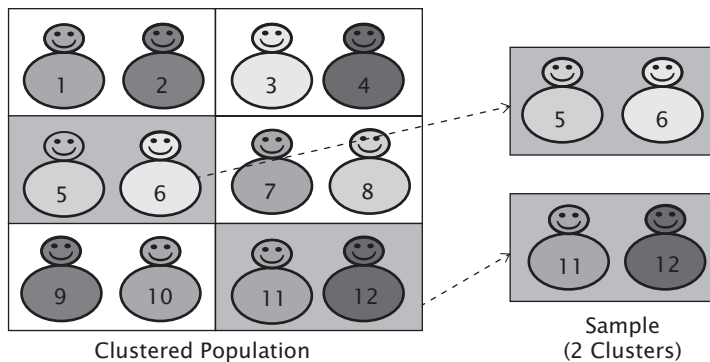 1 2 3 4
5 6 7 8
9 10 11 12
Clustered Population
5 6
11 12
Sample
(2 Clusters)